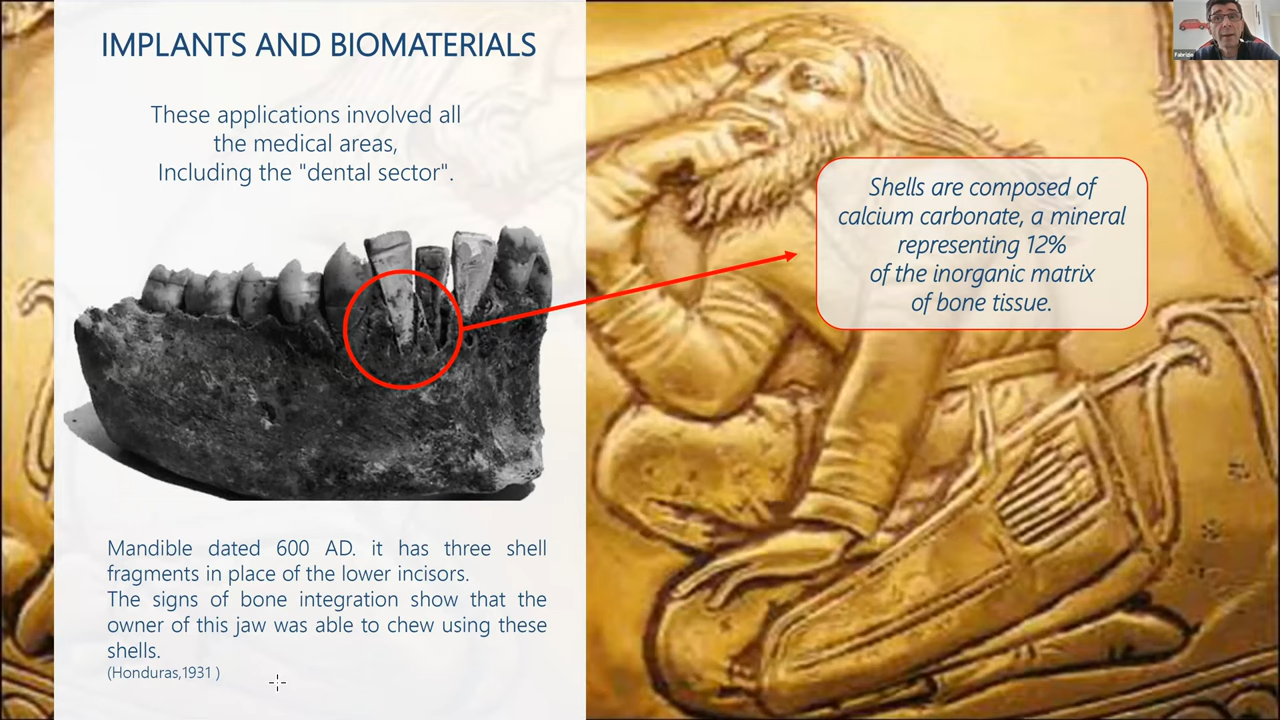 IMPLANTS AND BIOMATERIALS
These applications involved all
the medical areas,
Including the "dental sector".
Shells are composed of
calcium carbonate, a mineral
representing 12%
of the inorganic matrix
of bone tissue.
Mandible dated 600 AD. it has three shell
fragments in place of the lower incisors.
The signs of bone integration show that the
owner of this jaw was able to chew using these
shells.
(Honduras,1931 )
Fabrizio